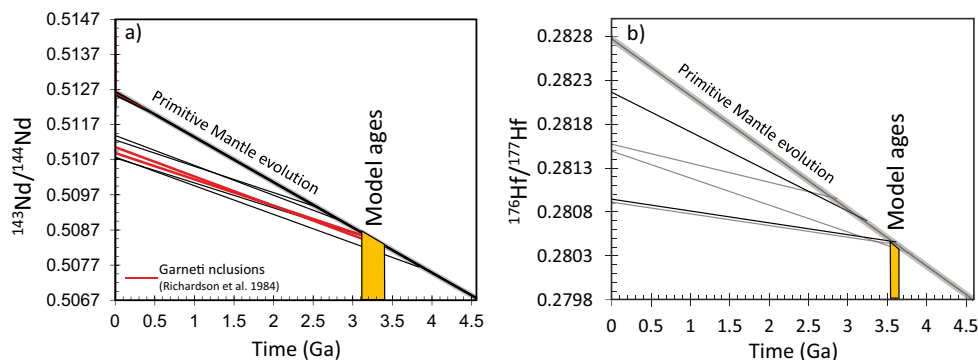 a)
0.5147
0.5137
0.5127
0.5117
0.5107
0.5097
0.5087
0.5077
0.5067
143Nd/144Nd
Primitive Mantle evolution
Model ages
Garneti nclusions
(Richardson et al. 1984)
0 0.5 1 1.5 2 2.5 3 3.5 4 4.5
Time (Ga)
b)
0.2828
0.2823
0.2818
0.2813
0.2808
0.2803
0.2798
176Hf/177Hf
Primitive Mantle evolution
Model ages
0 0.5 1 1.5 2 2.5 3 3.5 4 4.5
Time (Ga)